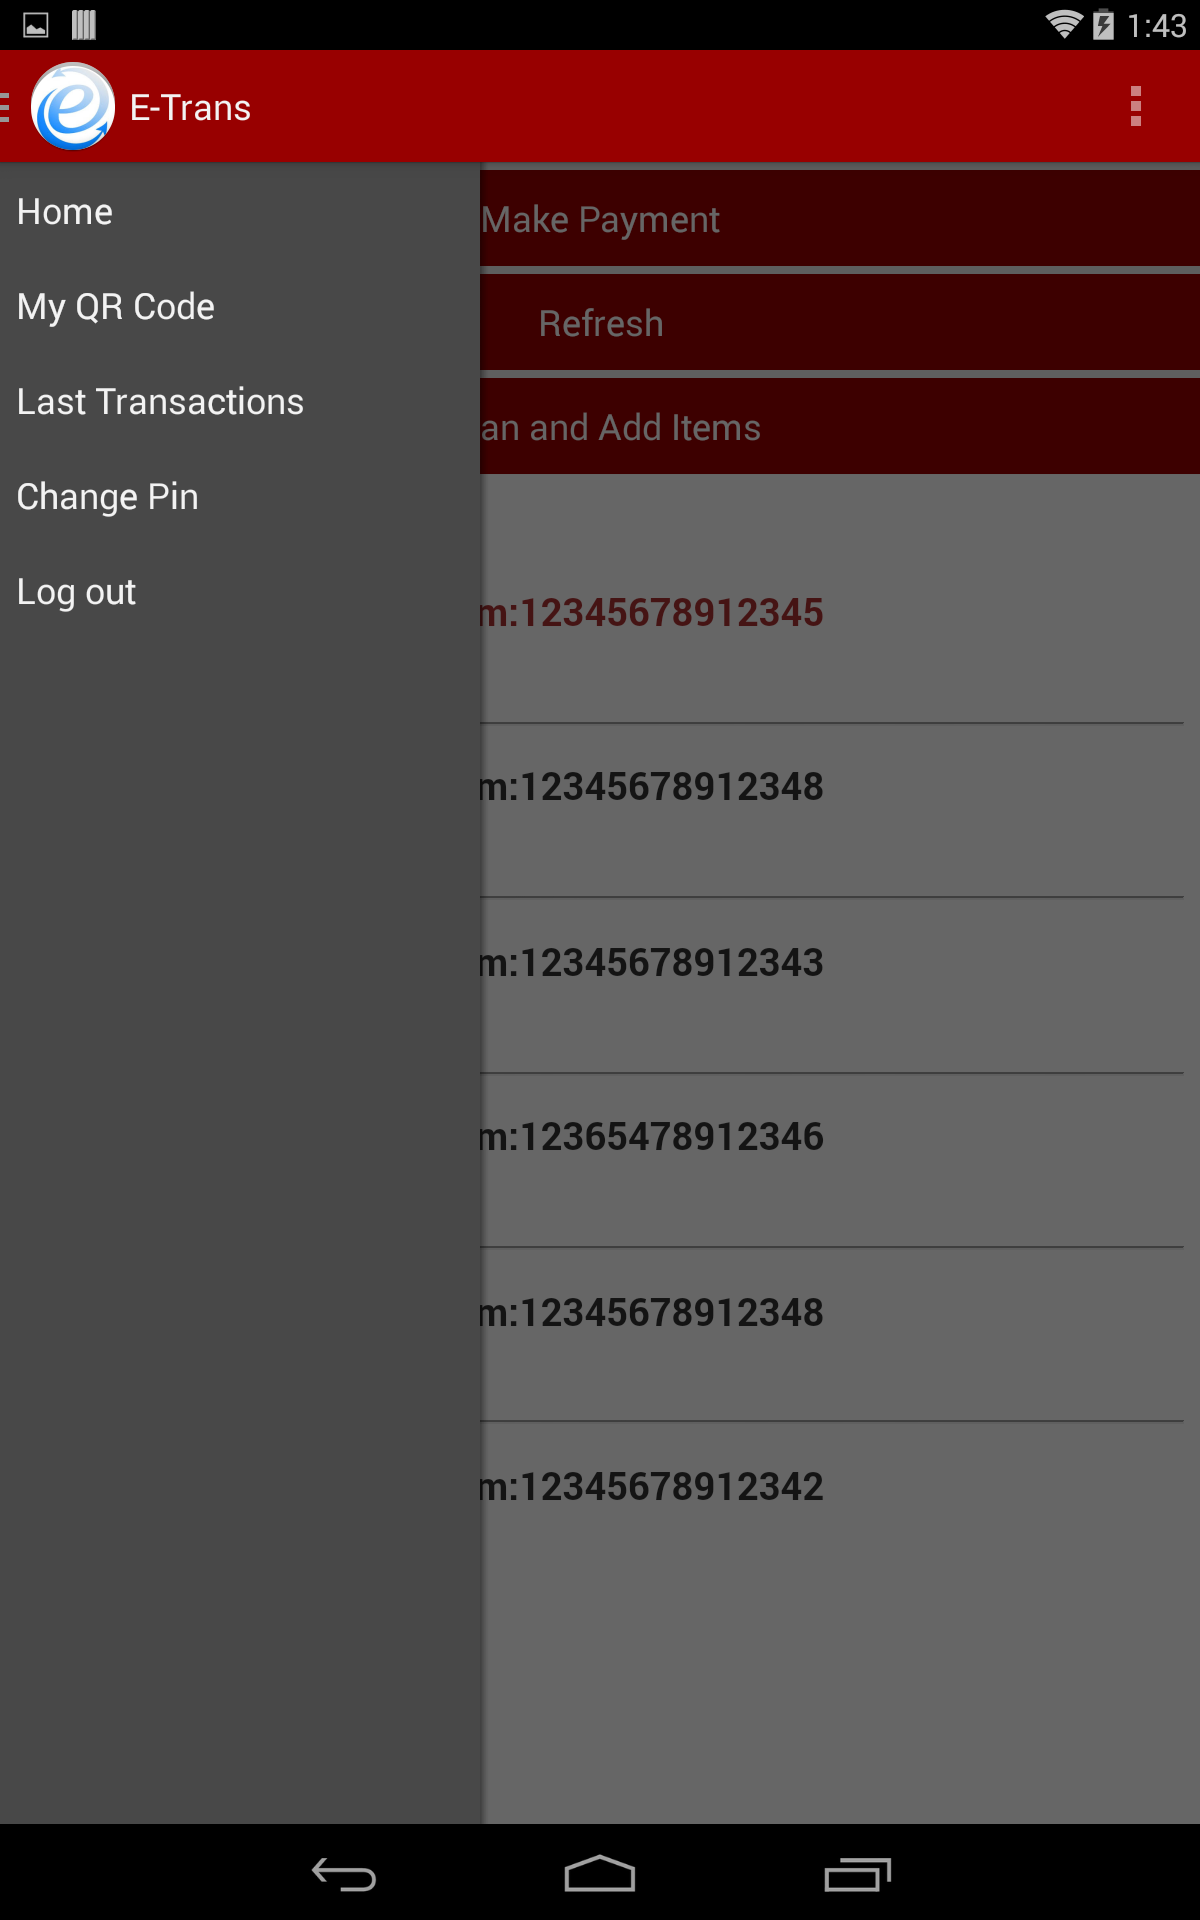 1:43
E-Trans
Home
My QR Code
Last Transactions
Change Pin
Log out
Make Payment
Refresh
an and Add Items
m:12345678912345
m:12345678912348
m:12345678912343
m:12365478912346
m:12345678912348
m:12345678912342